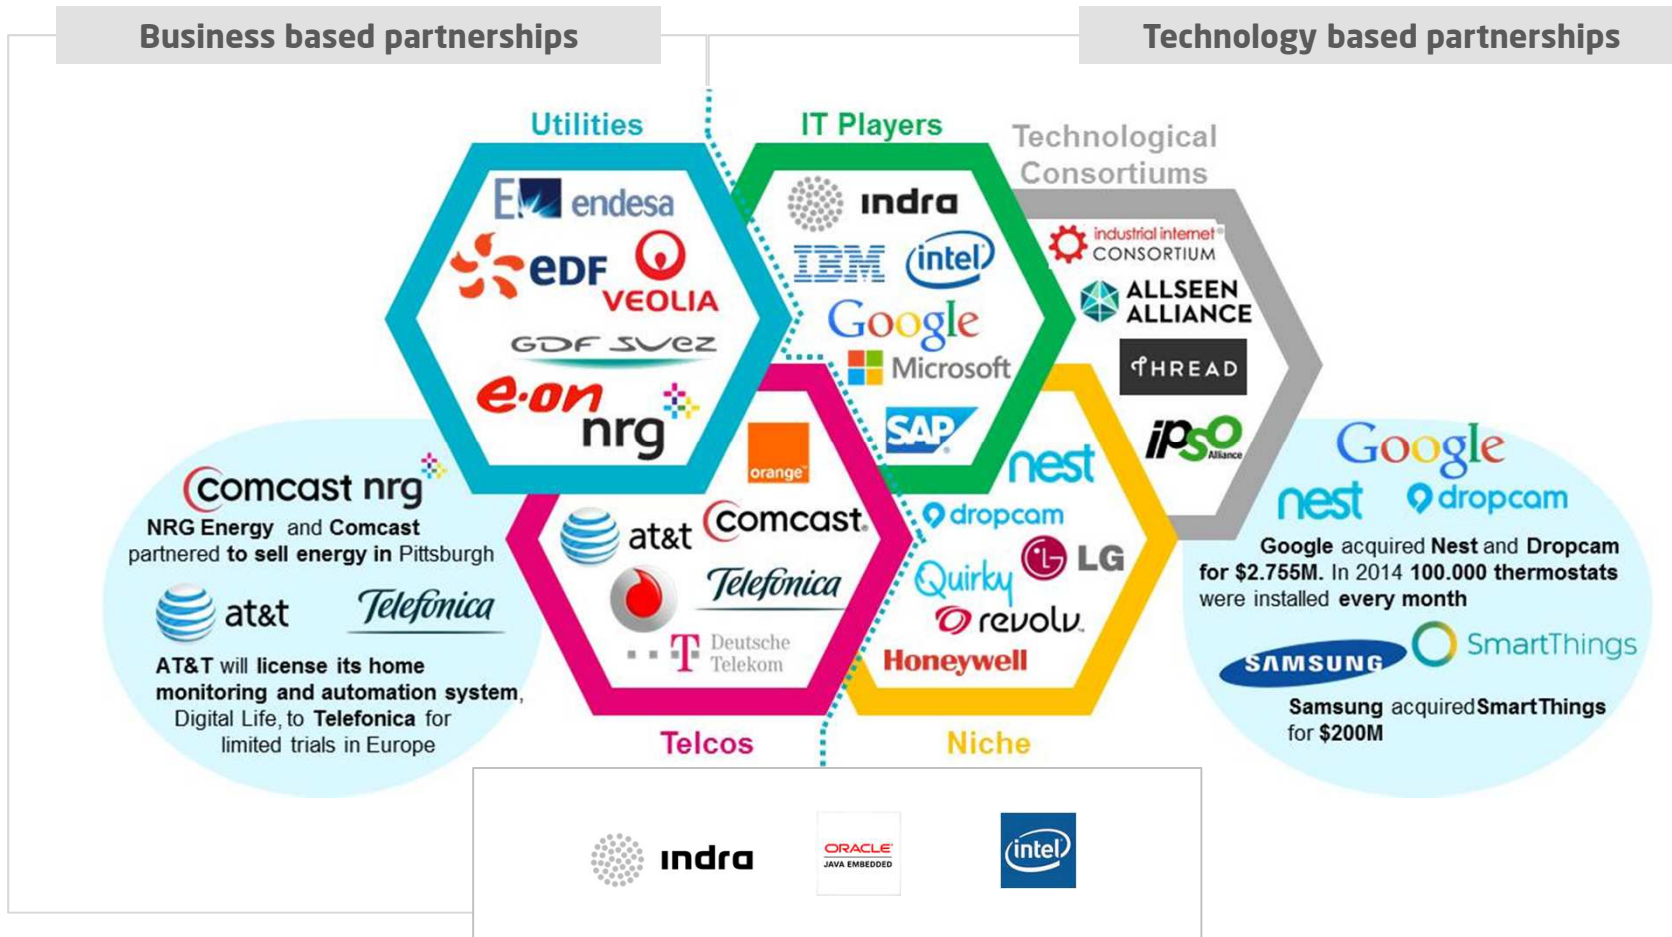 Business based partnerships
Technology based partnerships
Utilities
endesa
eDF
VEOLIA
GDF SUEZ
e·on
nrg
IT Players
indra
IBM
intel
Google
Microsoft
SAP
Technological
Consortiums
industrial internet
CONSORTIUM
ALLSEEN
ALLIANCE
THREAD
iPSO
Alliance
orange
at&t
Comcast
Telefónica
T
Deutsche
Telekom
Telcos
nest
dropcam
LG
Quirky
revolv
Honeywell
Niche
Comcast nrg
NRG Energy and Comcast
partnered to sell energy in Pittsburgh
at&t
Telefónica
AT&T will license its home
monitoring and automation system,
Digital Life, to Telefonica for
limited trials in Europe
Google
nest
dropcam
Google acquired Nest and Dropcam
for $2.755M. In 2014 100.000 thermostats
were installed every month
SAMSUNG
SmartThings
Samsung acquired SmartThings
for $200M
indra
ORACLE
JAVA EMBEDDED
intel